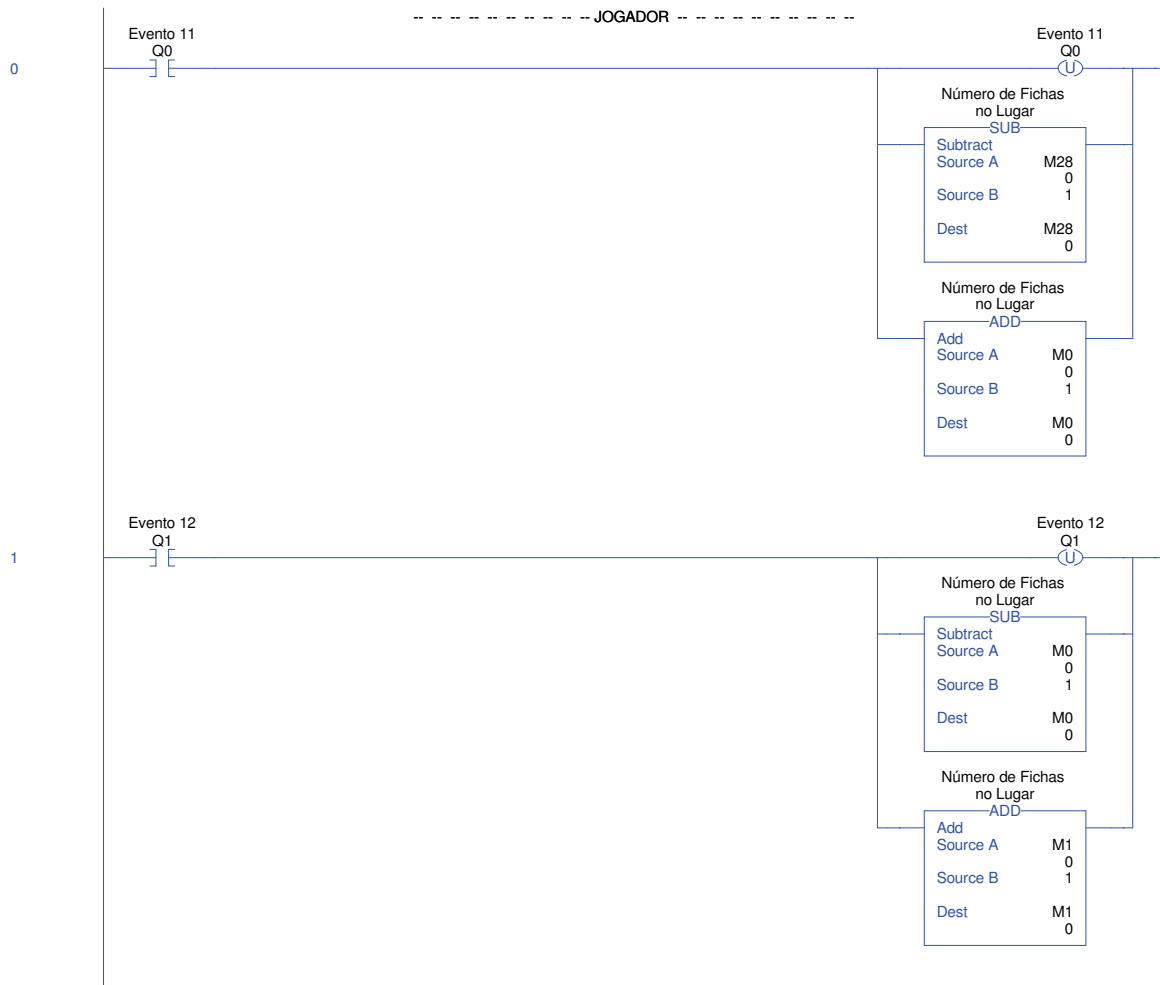 -- -- -- -- -- -- -- -- -- -- JOGADOR -- -- -- -- -- -- -- -- -- --
Evento 11
Q0
Evento 11
Q0
0
U
Número de Fichas
no Lugar
SUB
Subtract
Source A M28
0
Source B 1
Dest M28
0
Número de Fichas
no Lugar
ADD
Add
Source A M0
0
Source B 1
Dest M0
0
Evento 12
Q1
Evento 12
Q1
1
U
Número de Fichas
no Lugar
SUB
Subtract
Source A M0
0
Source B 1
Dest M0
0
Número de Fichas
no Lugar
ADD
Add
Source A M1
0
Source B 1
Dest M1
0